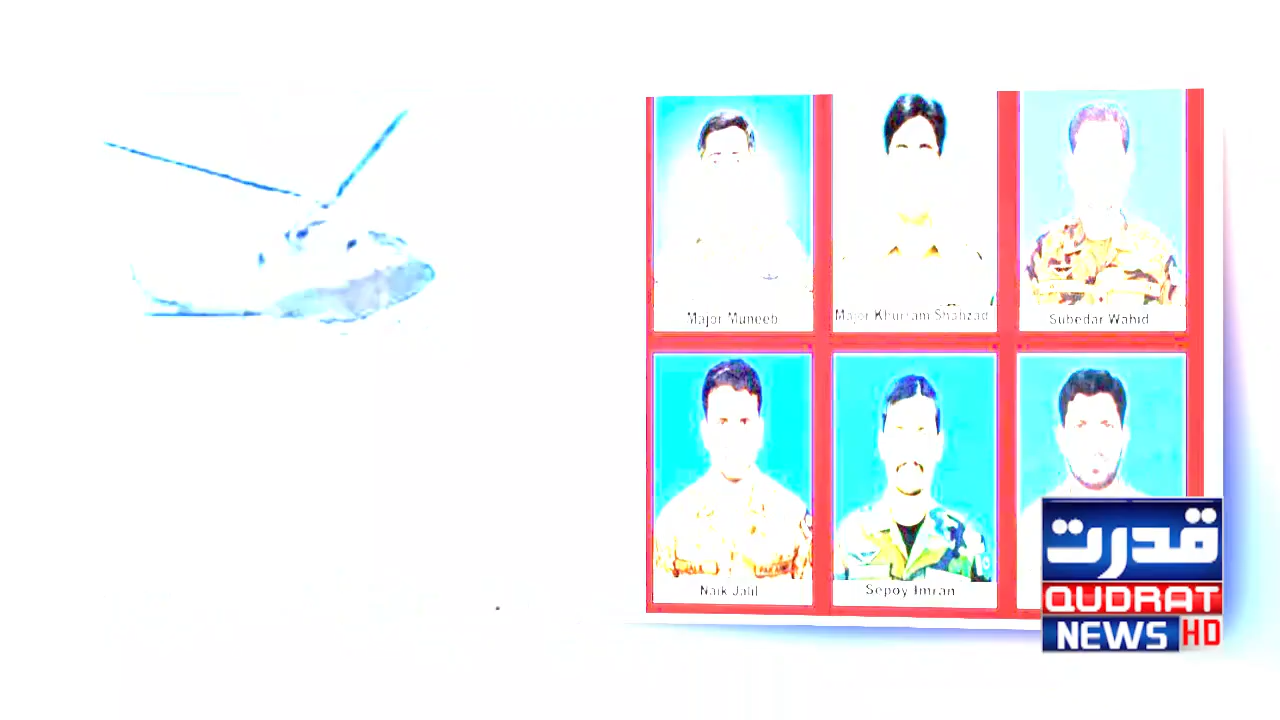 Major Muneeb
Major Khurram Shahzad
Subedar Wahid
Naik Jalil
Sepoy Imran
قدرت
QUDRAT
NEWS HD